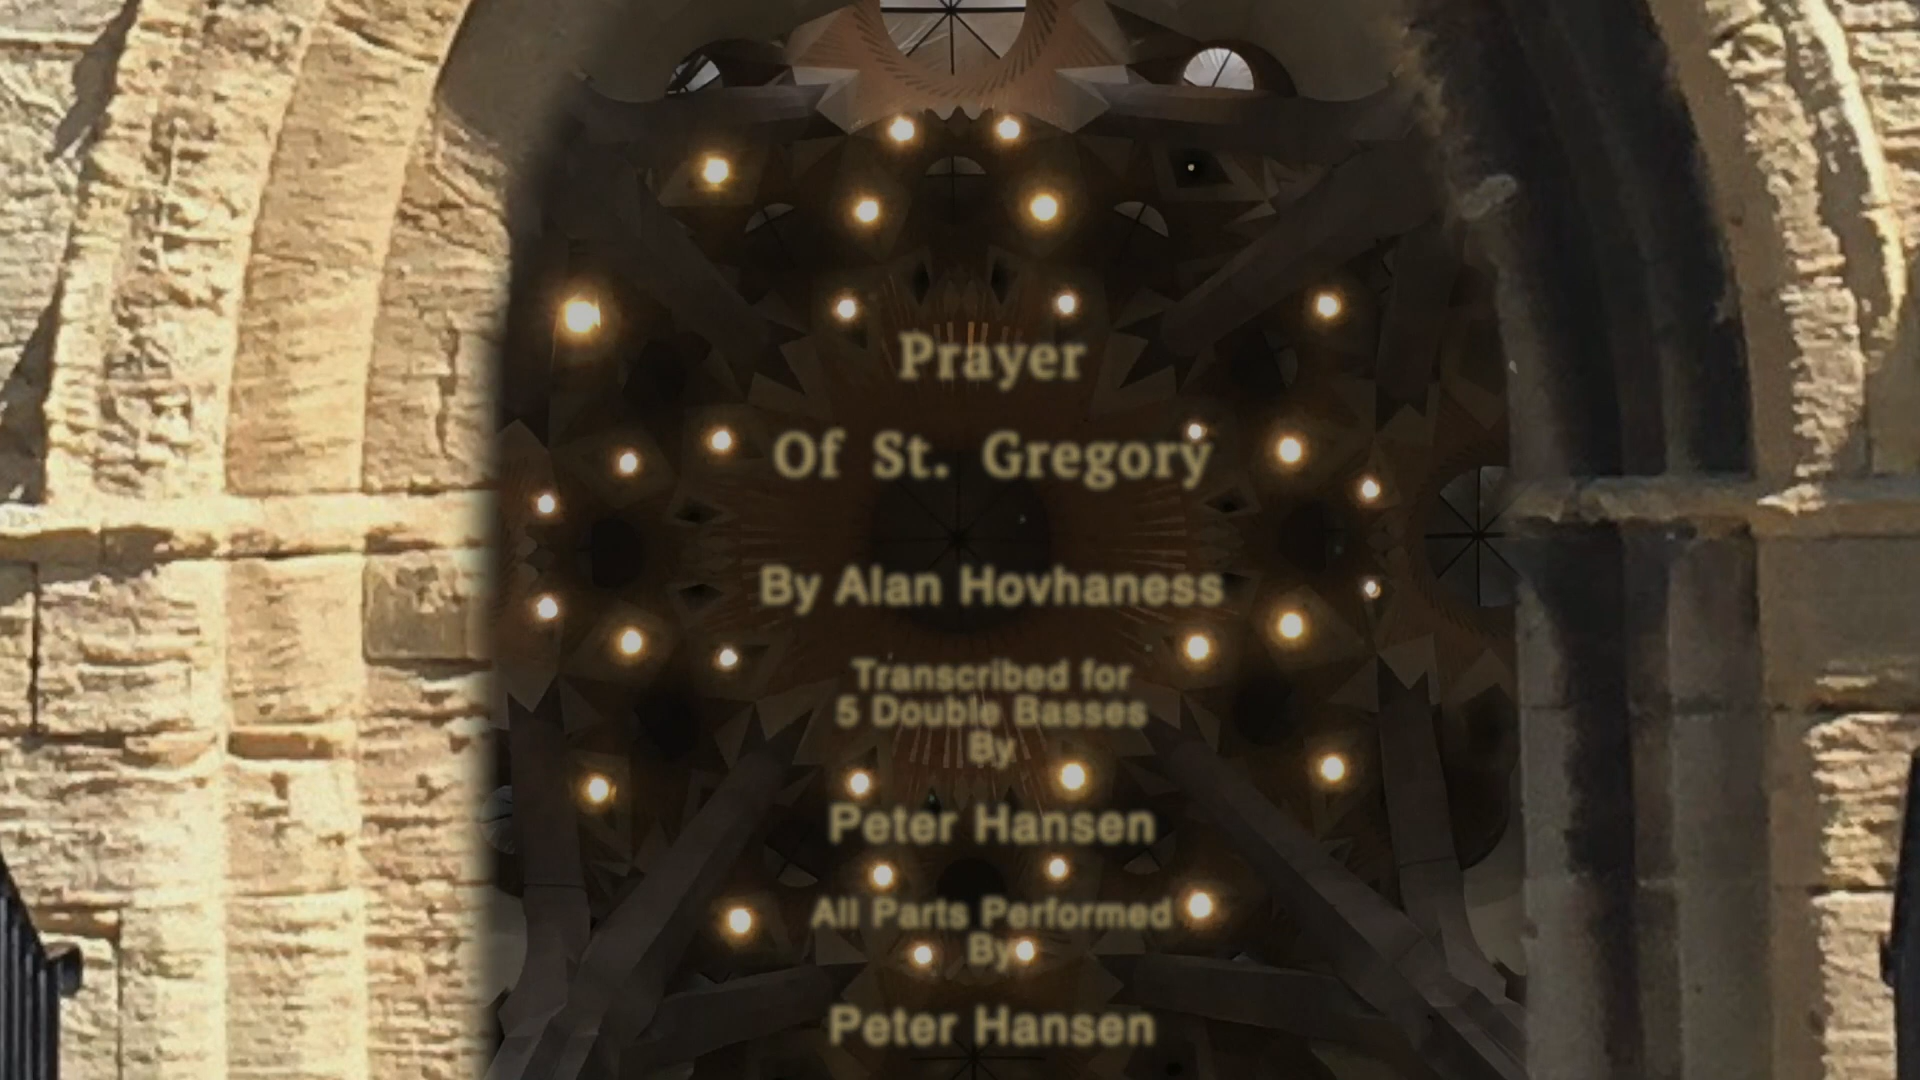 Prayer
Of St. Gregory
By Alan Hovhaness
Transcribed for
5 Double Basses
By
Peter Hansen
All Parts Performed
By
Peter Hansen